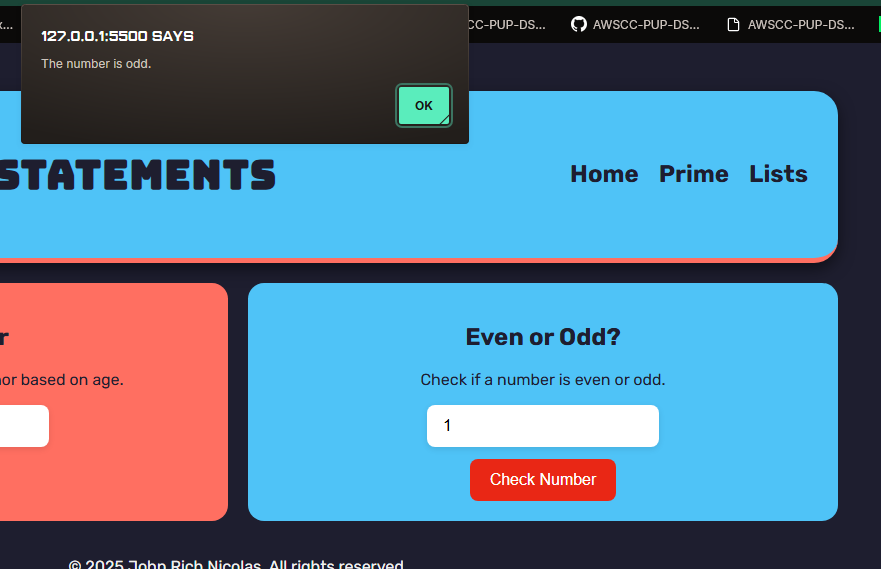 x...
CC-PUP-DS...
AWSCC-PUP-DS...
AWSCC-PUP-DS...
127.0.0.1:5500 SAYS
The number is odd.
OK
STATEMENTS
Home Prime Lists
r
nor based on age.
Even or Odd?
Check if a number is even or odd.
1
Check Number
© 2025 John Rich Nicolas. All rights reserved